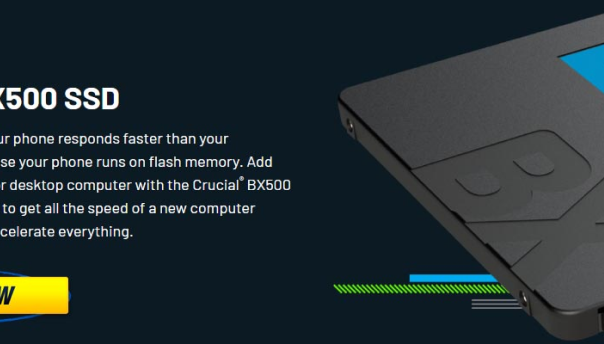 X500 SSD
ur phone responds faster than your
se your phone runs on flash memory. Add
r desktop computer with the Crucial® BX500
to get all the speed of a new computer
celerate everything.
W
BX